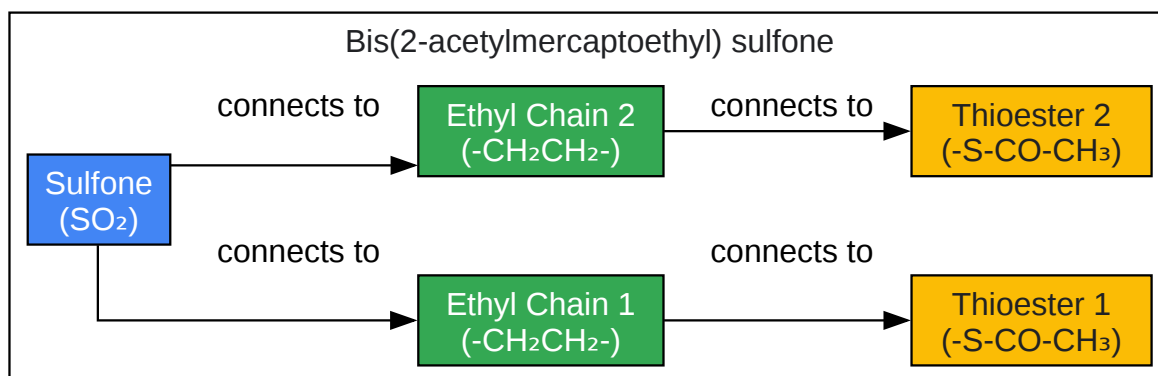 Bis(2-acetylmercaptoethyl) sulfone
connects to
Ethyl Chain 2
(-CH₂CH₂-)
connects to
Thioester 2
(-S-CO-CH₃)
Sulfone
(SO₂)
connects to
Ethyl Chain 1
(-CH₂CH₂-)
connects to
Thioester 1
(-S-CO-CH₃)